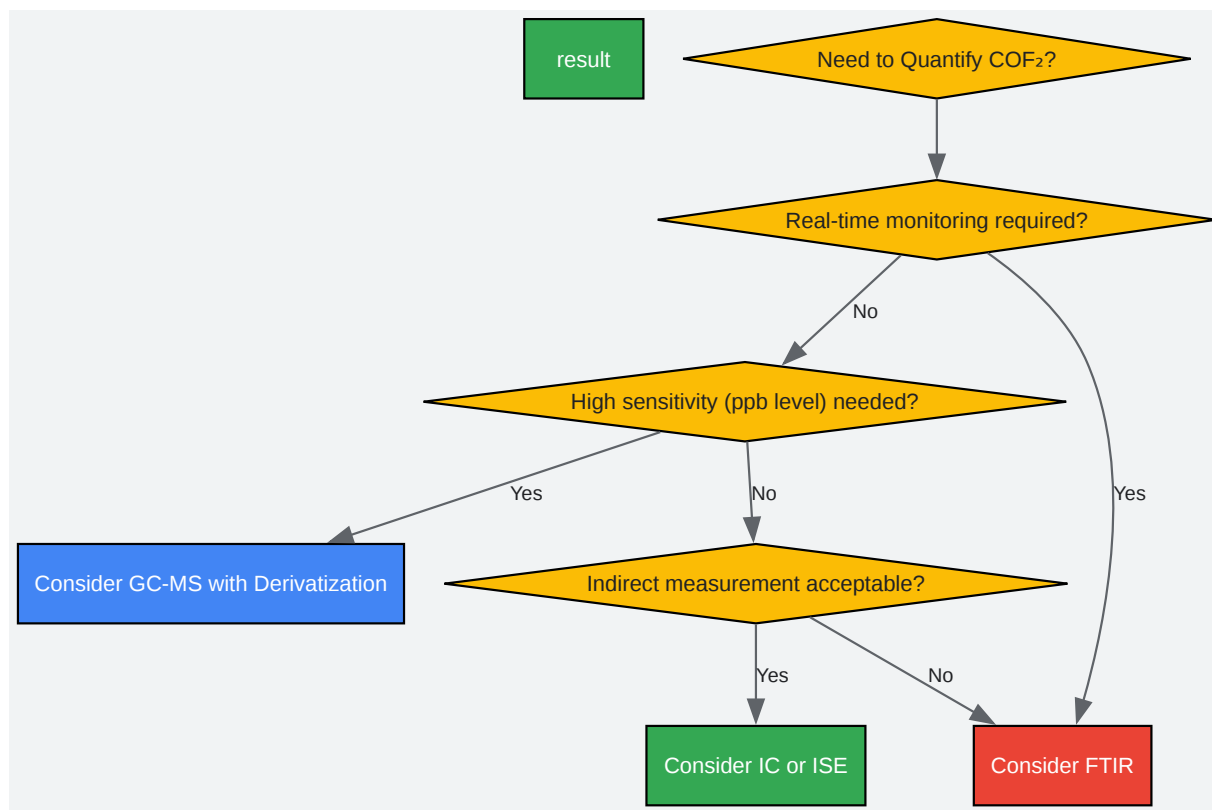 result
Need to Quantify COF₂?
Real-time monitoring required?
No
High sensitivity (ppb level) needed?
Yes
No
Yes
Consider GC-MS with Derivatization
Indirect measurement acceptable?
Yes
No
Consider IC or ISE
Consider FTIR